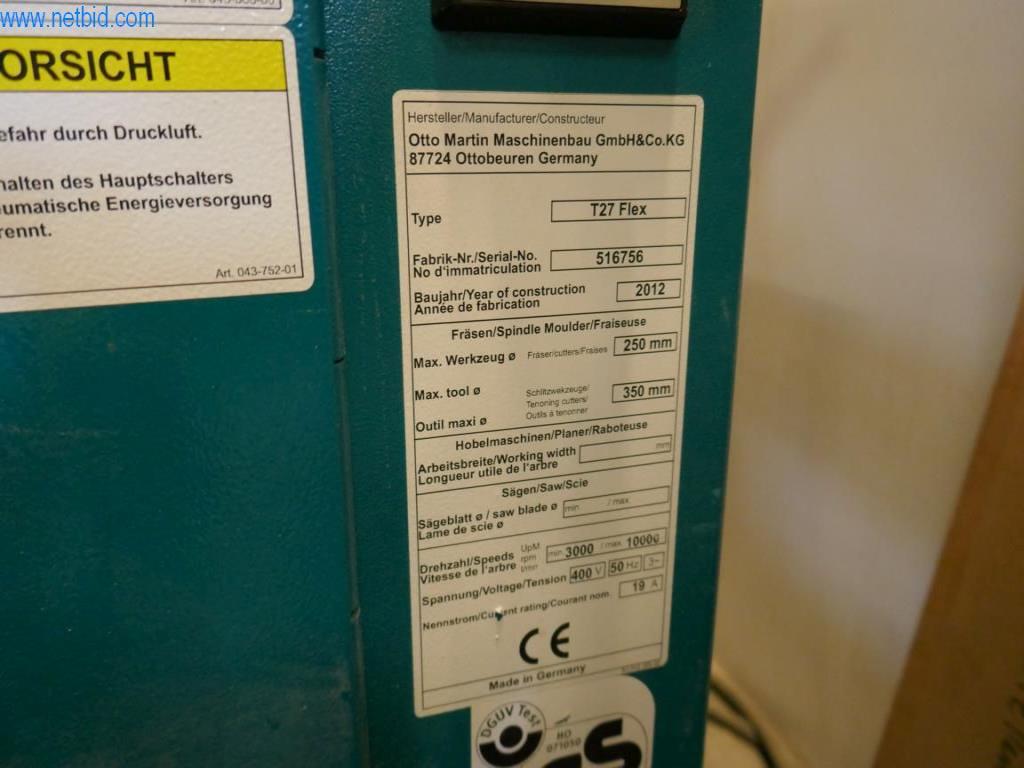 www.netbid.com
ORSICHT
efahr durch Druckluft.
halten des Hauptschalters
eumatische Energieversorgung
rennt.
Art. 043-752-01
Hersteller/Manufacturer/Constructeur
Otto Martin Maschinenbau GmbH&Co.KG
87724 Ottobeuren Germany
Type T27 Flex
Fabrik-Nr./Serial-No. 516756
No d'immatriculation
Baujahr/Year of construction 2012
Année de fabrication
Fräsen/Spindle Moulder/Fraiseuse
Max. Werkzeug ø Fräser/cutters/Fraises 250 mm
Max. tool ø Schlitzwekzeuge/ 350 mm
Tenoning cutters/
Outil maxi ø Outils à tenonner
Hobelmaschinen/Planer/Raboteuse
Arbeitsbreite/Working width mm
Longueur utile de l'arbre
Sägen/Saw/Scie
Sägeblatt ø / saw blade ø min / max
Lame de scie ø
Drehzahl/Speeds UpM min 3000 / max 10000
rpm
Vitesse de l'arbre t/min
Spannung/Voltage/Tension 400 V 50 Hz 3~
Nennstrom/Current rating/Courant nom. 19 A
CE
Made in Germany
DGUV Test
HO
071050
S